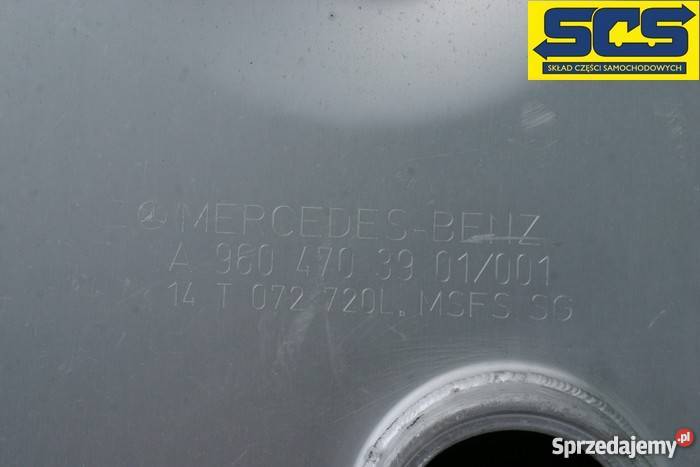 SCS
SKŁAD CZĘŚCI SAMOCHODOWYCH
MERCEDES-BENZ
A 960 470 39 01/001
14 T 072 720L. MSFS SG
Sprzedajemy.pl